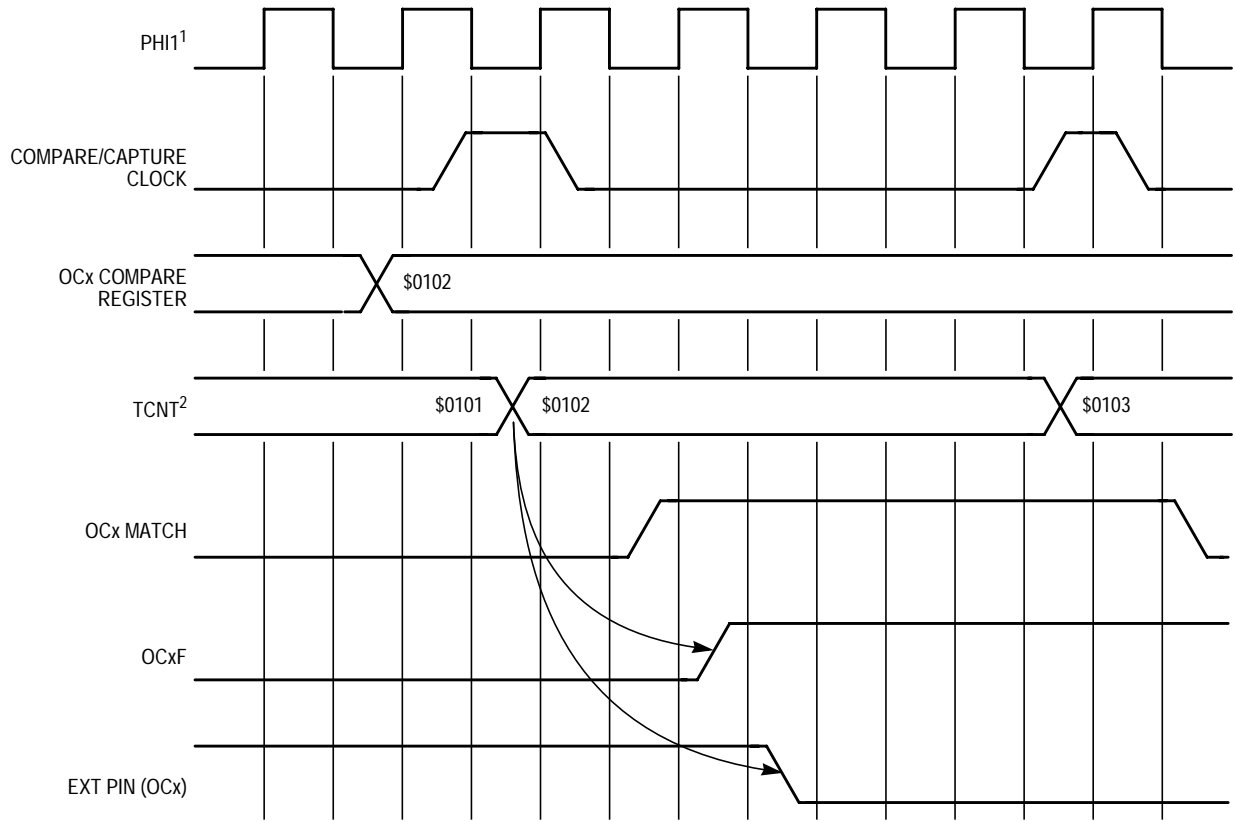 PHI1¹
COMPARE/CAPTURE
CLOCK
OCx COMPARE
REGISTER
$0102
TCNT²
$0101
$0102
$0103
OCx MATCH
OCxF
EXT PIN (OCx)